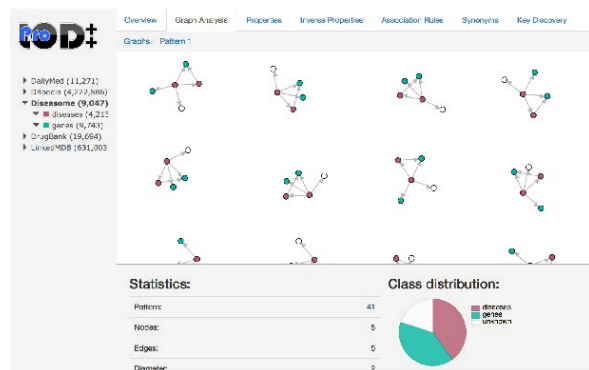 Pro LOD
Overview Graph Analysis Properties Inverse Properties Association Rules Synonyms Key Discovery
Graphs / Pattern 1
DailyMed (11,271)
DBpedia (4,222,686)
Diseasome (9,047)
diseases (4,213
genes (9,743)
DrugBank (19,694)
LinkedMDB (631,003
Statistics:
Pattern: 41
Nodes: 5
Edges: 5
Diameter: 2
Class distribution:
diseases
genes
unknown